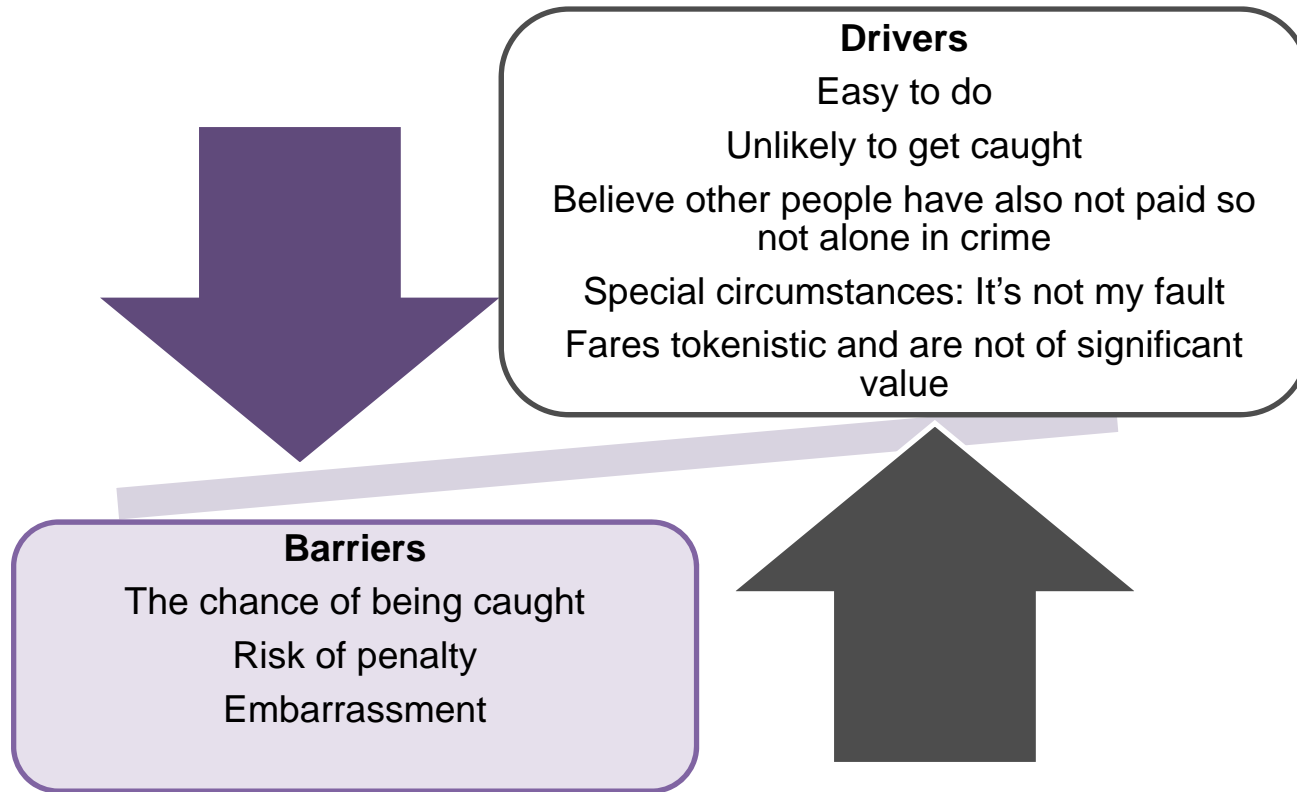 Drivers
Easy to do
Unlikely to get caught
Believe other people have also not paid so
not alone in crime
Special circumstances: It’s not my fault
Fares tokenistic and are not of significant
value
Barriers
The chance of being caught
Risk of penalty
Embarrassment